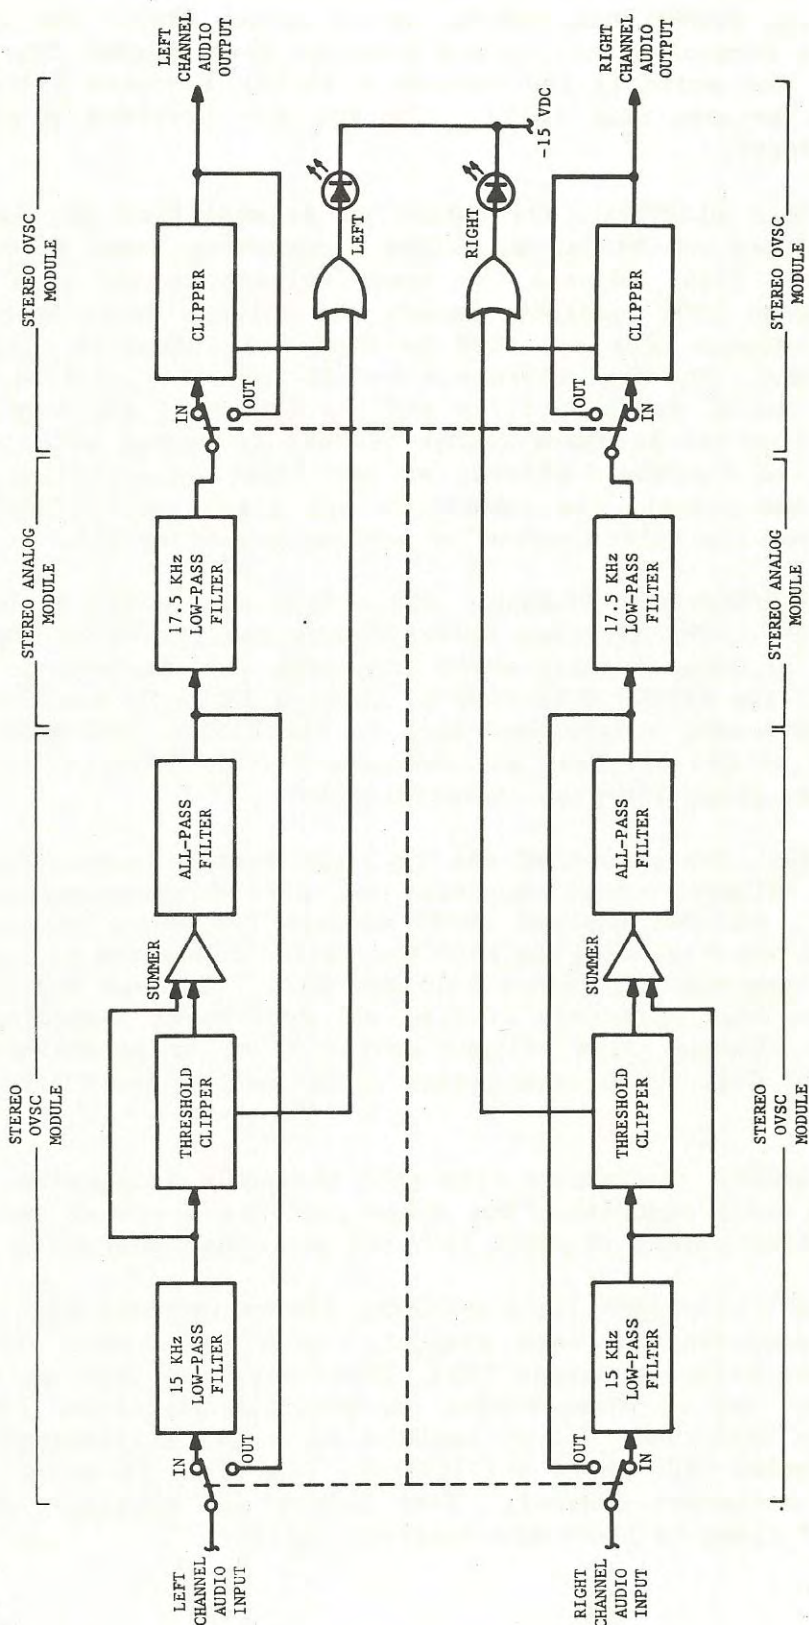 STEREO
OVSC
MODULE
STEREO ANALOG
MODULE
STEREO OVSC
MODULE
LEFT
CHANNEL
AUDIO
INPUT
IN
OUT
15 KHz
LOW-PASS
FILTER
THRESHOLD
CLIPPER
SUMMER
ALL-PASS
FILTER
17.5 KHz
LOW-PASS
FILTER
IN
OUT
CLIPPER
LEFT
CHANNEL
AUDIO
OUTPUT
LEFT
RIGHT
-15 VDC
RIGHT
CHANNEL
AUDIO
INPUT
OUT
IN
15 KHz
LOW-PASS
FILTER
THRESHOLD
CLIPPER
SUMMER
ALL-PASS
FILTER
17.5 KHz
LOW-PASS
FILTER
OUT
IN
CLIPPER
RIGHT
CHANNEL
AUDIO
OUTPUT
STEREO
OVSC
MODULE
STEREO ANALOG
MODULE
STEREO OVSC
MODULE